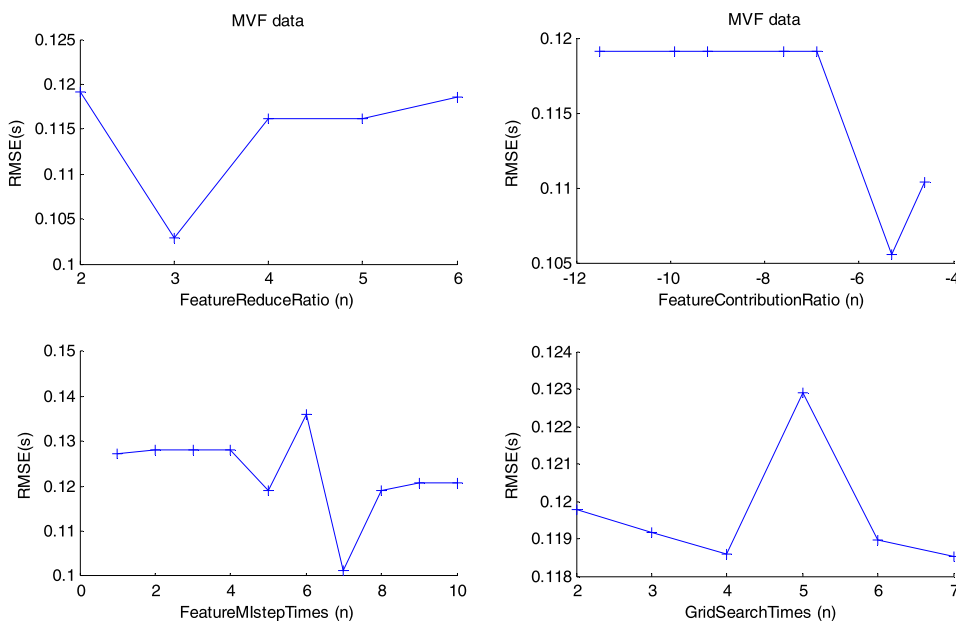 MVF data
0.125
0.12
0.115
0.11
0.105
0.1
RMSE(s)
2 3 4 5 6
FeatureReduceRatio (n)
MVF data
0.12
0.115
0.11
0.105
RMSE(s)
-12 -10 -8 -6 -4
FeatureContributionRatio (n)
0.15
0.14
0.13
0.12
0.11
0.1
RMSE(s)
0 2 4 6 8 10
FeatureMIstepTimes (n)
0.124
0.123
0.122
0.121
0.12
0.119
0.118
RMSE(s)
2 3 4 5 6 7
GridSearchTimes (n)